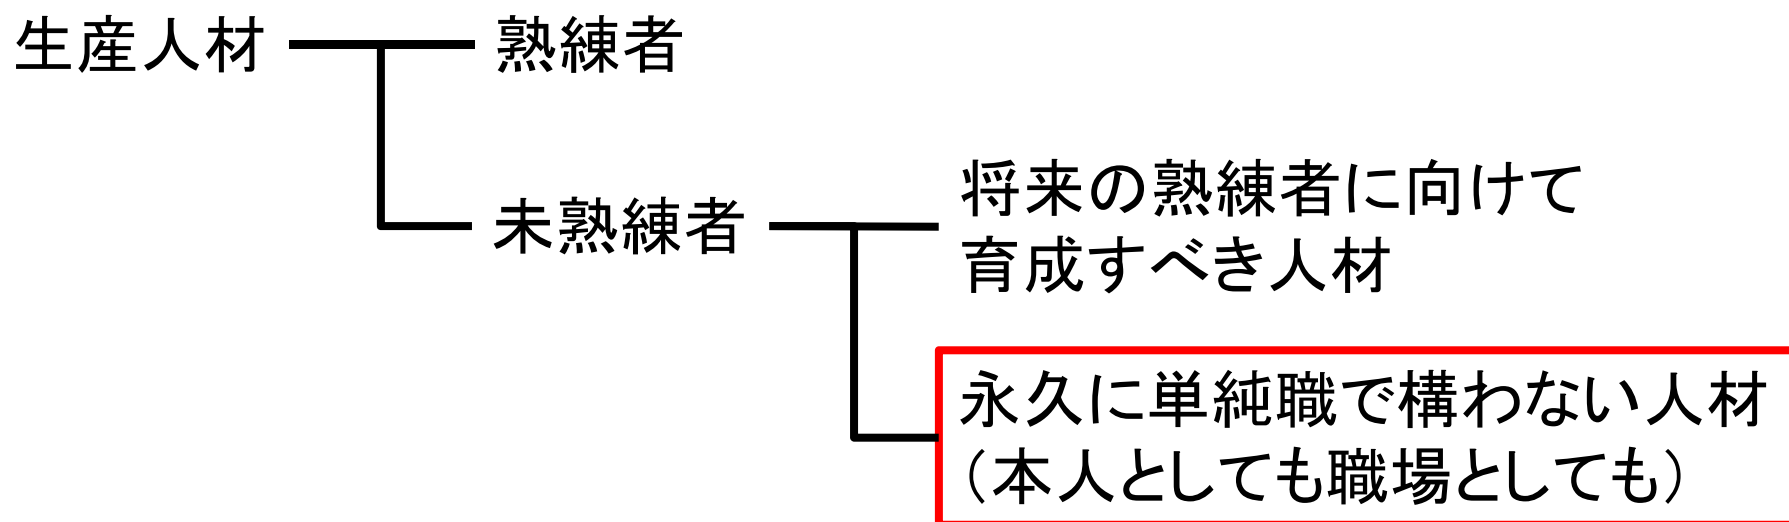 生産人材
熟練者
未熟練者
将来の熟練者に向けて
育成すべき人材
永久に単純職で構わない人材
（本人としても職場としても）